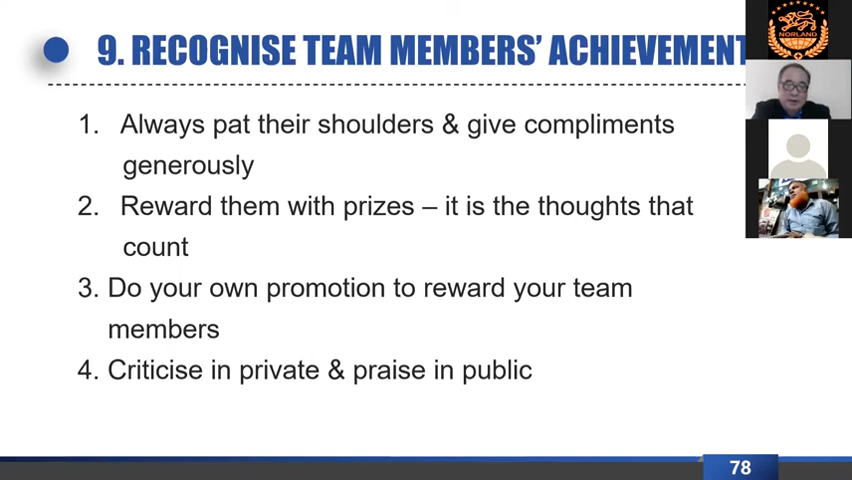 9. RECOGNISE TEAM MEMBERS’ ACHIEVEMENT
NORLAND
1. Always pat their shoulders & give compliments
generously
2. Reward them with prizes – it is the thoughts that
count
3. Do your own promotion to reward your team
members
4. Criticise in private & praise in public
78